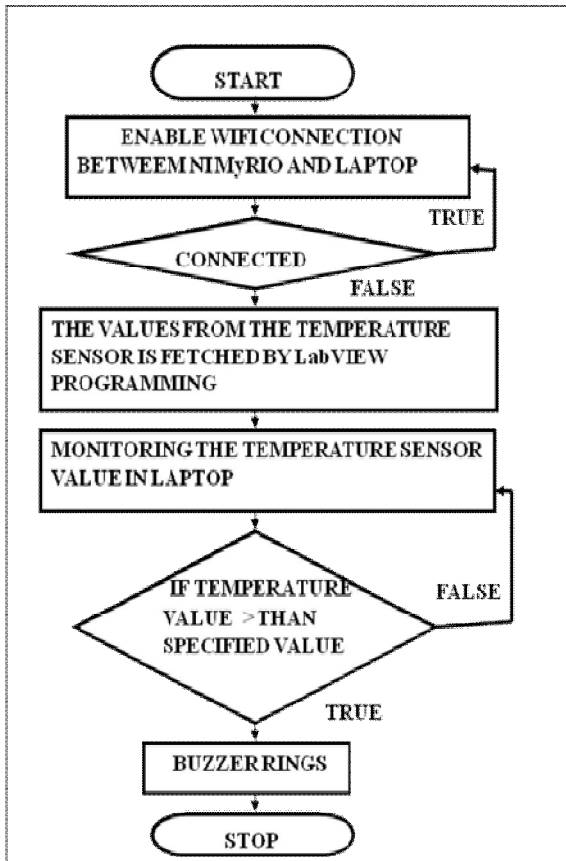 START
ENABLE WIFI CONNECTION
BETWEEM NIMyRIO AND LAPTOP
TRUE
CONNECTED
FALSE
THE VALUES FROM THE TEMPERATURE
SENSOR IS FETCHED BY LabVIEW
PROGRAMMING
MONITORING THE TEMPERATURE SENSOR
VALUE IN LAPTOP
IF TEMPERATURE
VALUE >THAN
SPECIFIED VALUE
FALSE
TRUE
BUZZER RINGS
STOP